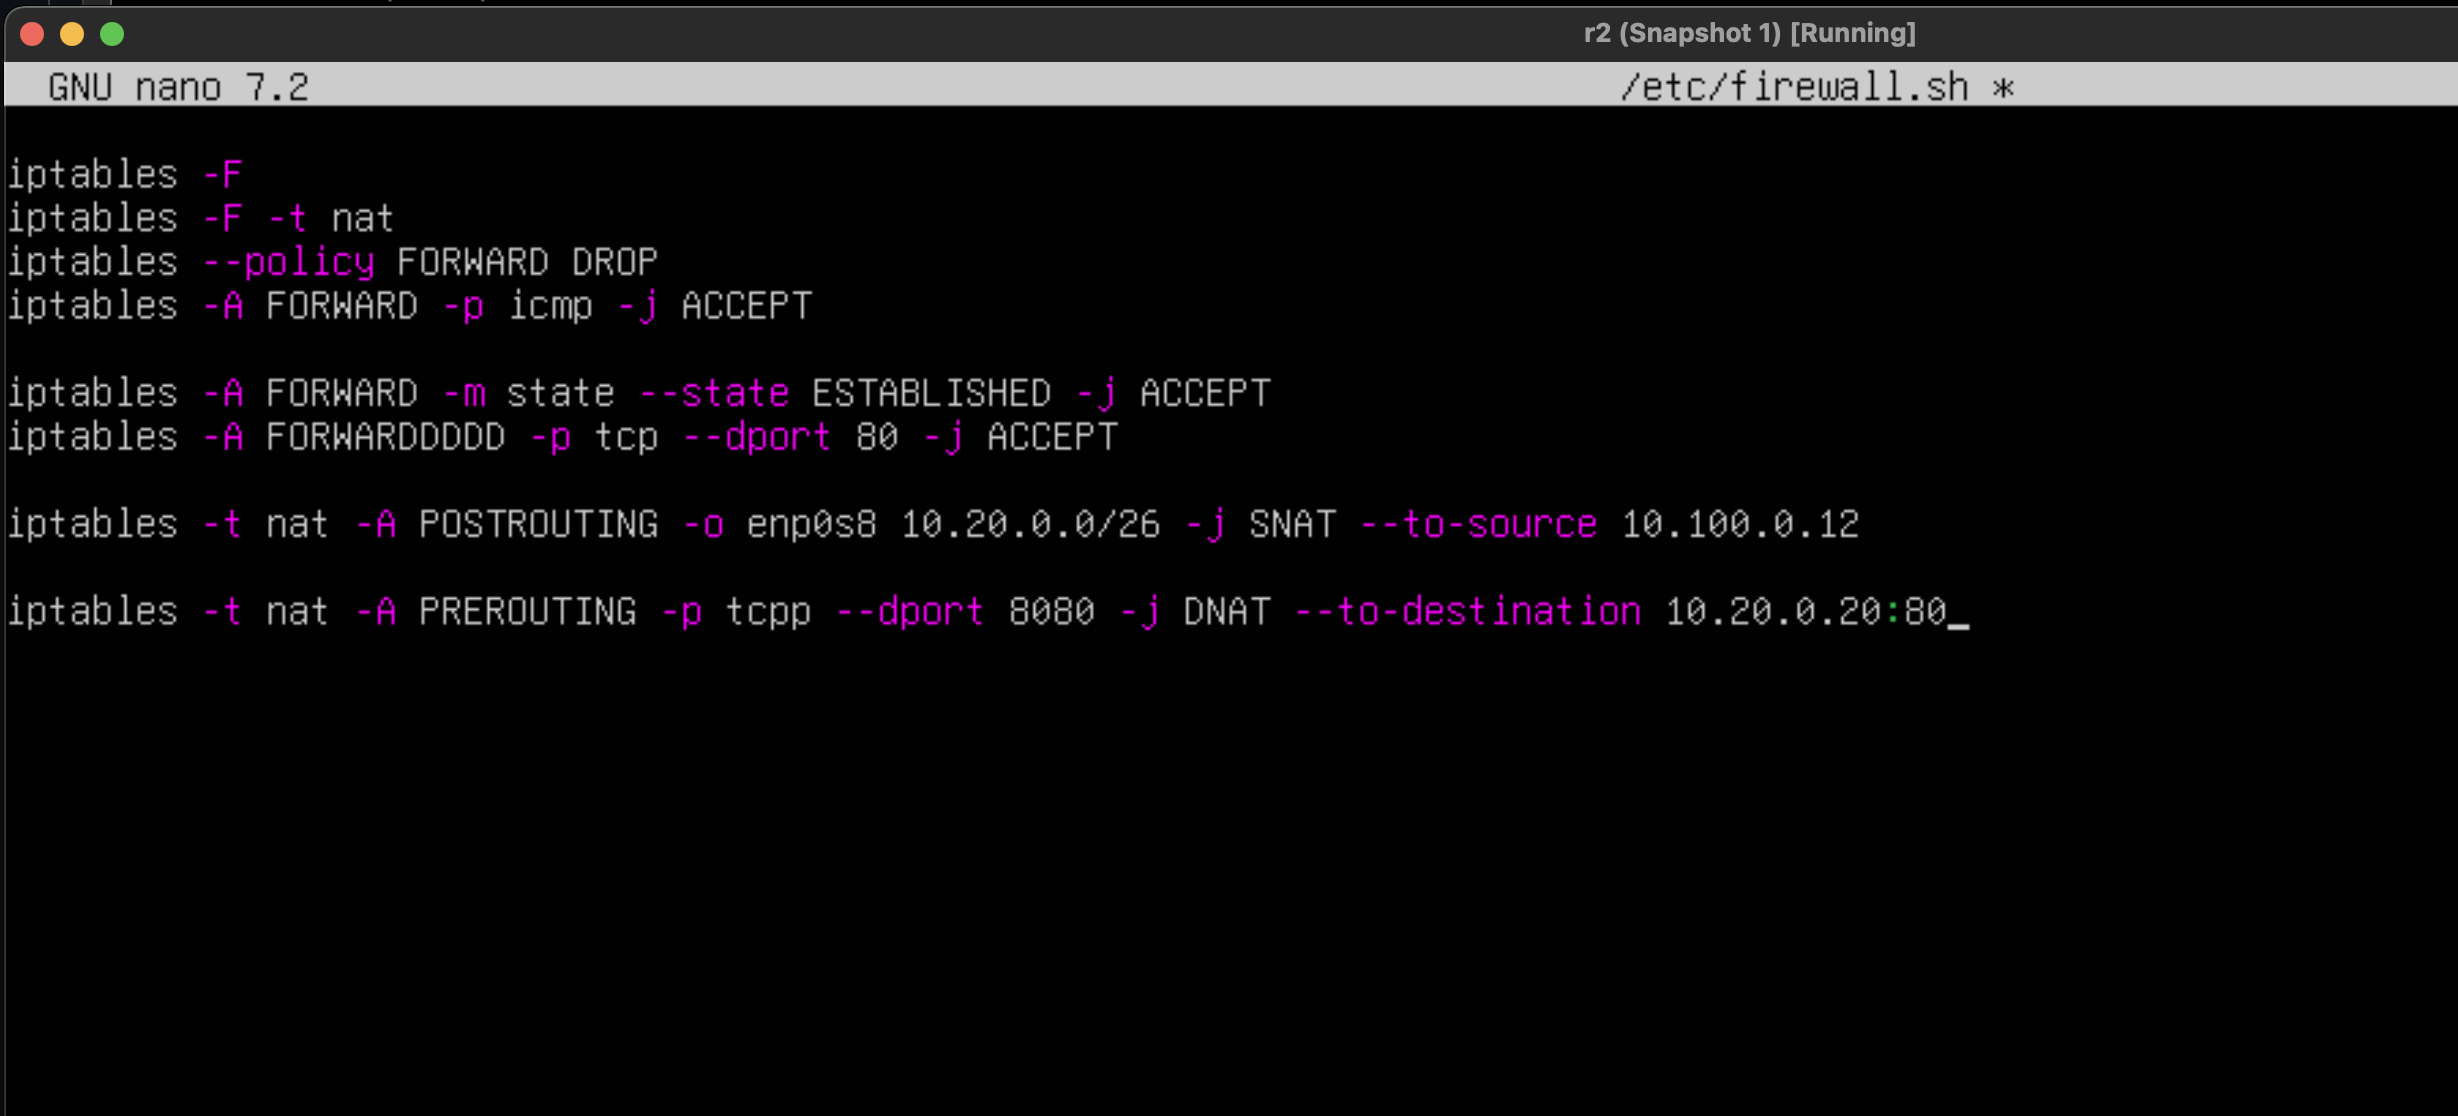 r2 (Snapshot 1) [Running]
GNU nano 7.2 /etc/firewall.sh *
iptables -F
iptables -F -t nat
iptables --policy FORWARD DROP
iptables -A FORWARD -p icmp -j ACCEPT
iptables -A FORWARD -m state --state ESTABLISHED -j ACCEPT
iptables -A FORWARDDDDD -p tcp --dport 80 -j ACCEPT
iptables -t nat -A POSTROUTING -o enp0s8 10.20.0.0/26 -j SNAT --to-source 10.100.0.12
iptables -t nat -A PREROUTING -p tcpp --dport 8080 -j DNAT --to-destination 10.20.0.20:80_